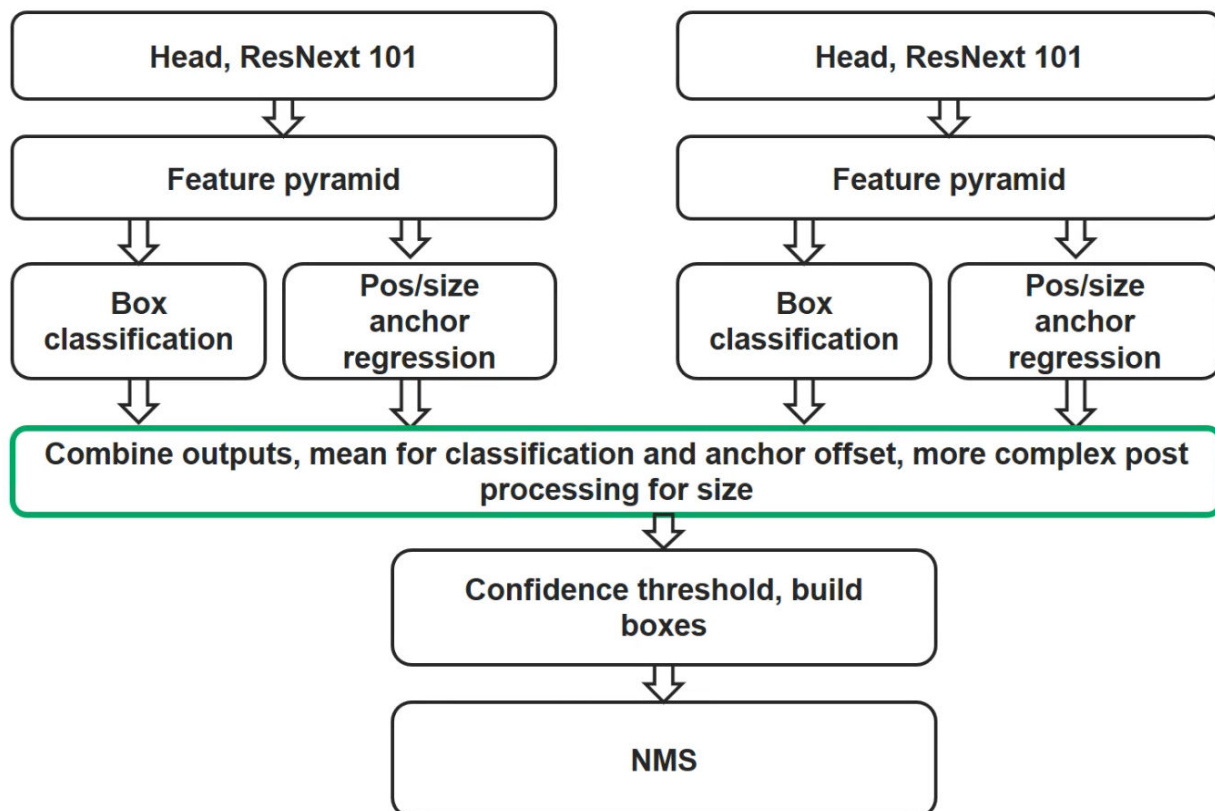 Head, ResNext 101
Head, ResNext 101
Feature pyramid
Feature pyramid
Box
classification
Pos/size
anchor
regression
Box
classification
Pos/size
anchor
regression
Combine outputs, mean for classification and anchor offset, more complex post
processing for size
Confidence threshold, build
boxes
NMS